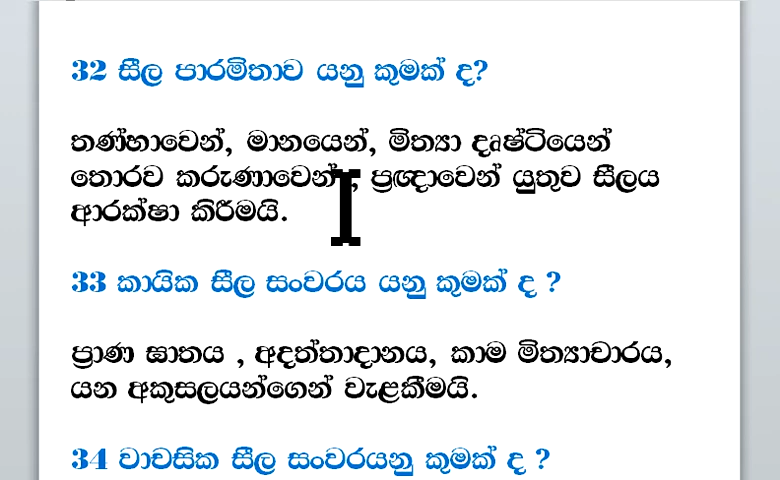 32 සීල පාරමිතාව යනු කුමක් ද?
තණ්හාවෙන්, මානයෙන්, මිත්‍යා දෘෂ්ටියෙන්
තොරව කරුණාවෙන් , ප්‍රඥාවෙන් යුතුව සීලය
ආරක්ෂා කිරීමයි.
33 කායික සීල සංවරය යනු කුමක් ද ?
ප්‍රාණ ඝාතය , අදත්තාදානය, කාම මිත්‍යාචාරය,
යන අකුසලයන්ගෙන් වැළකීමයි.
34 වාචසික සීල සංවරයනු කුමක් ද ?